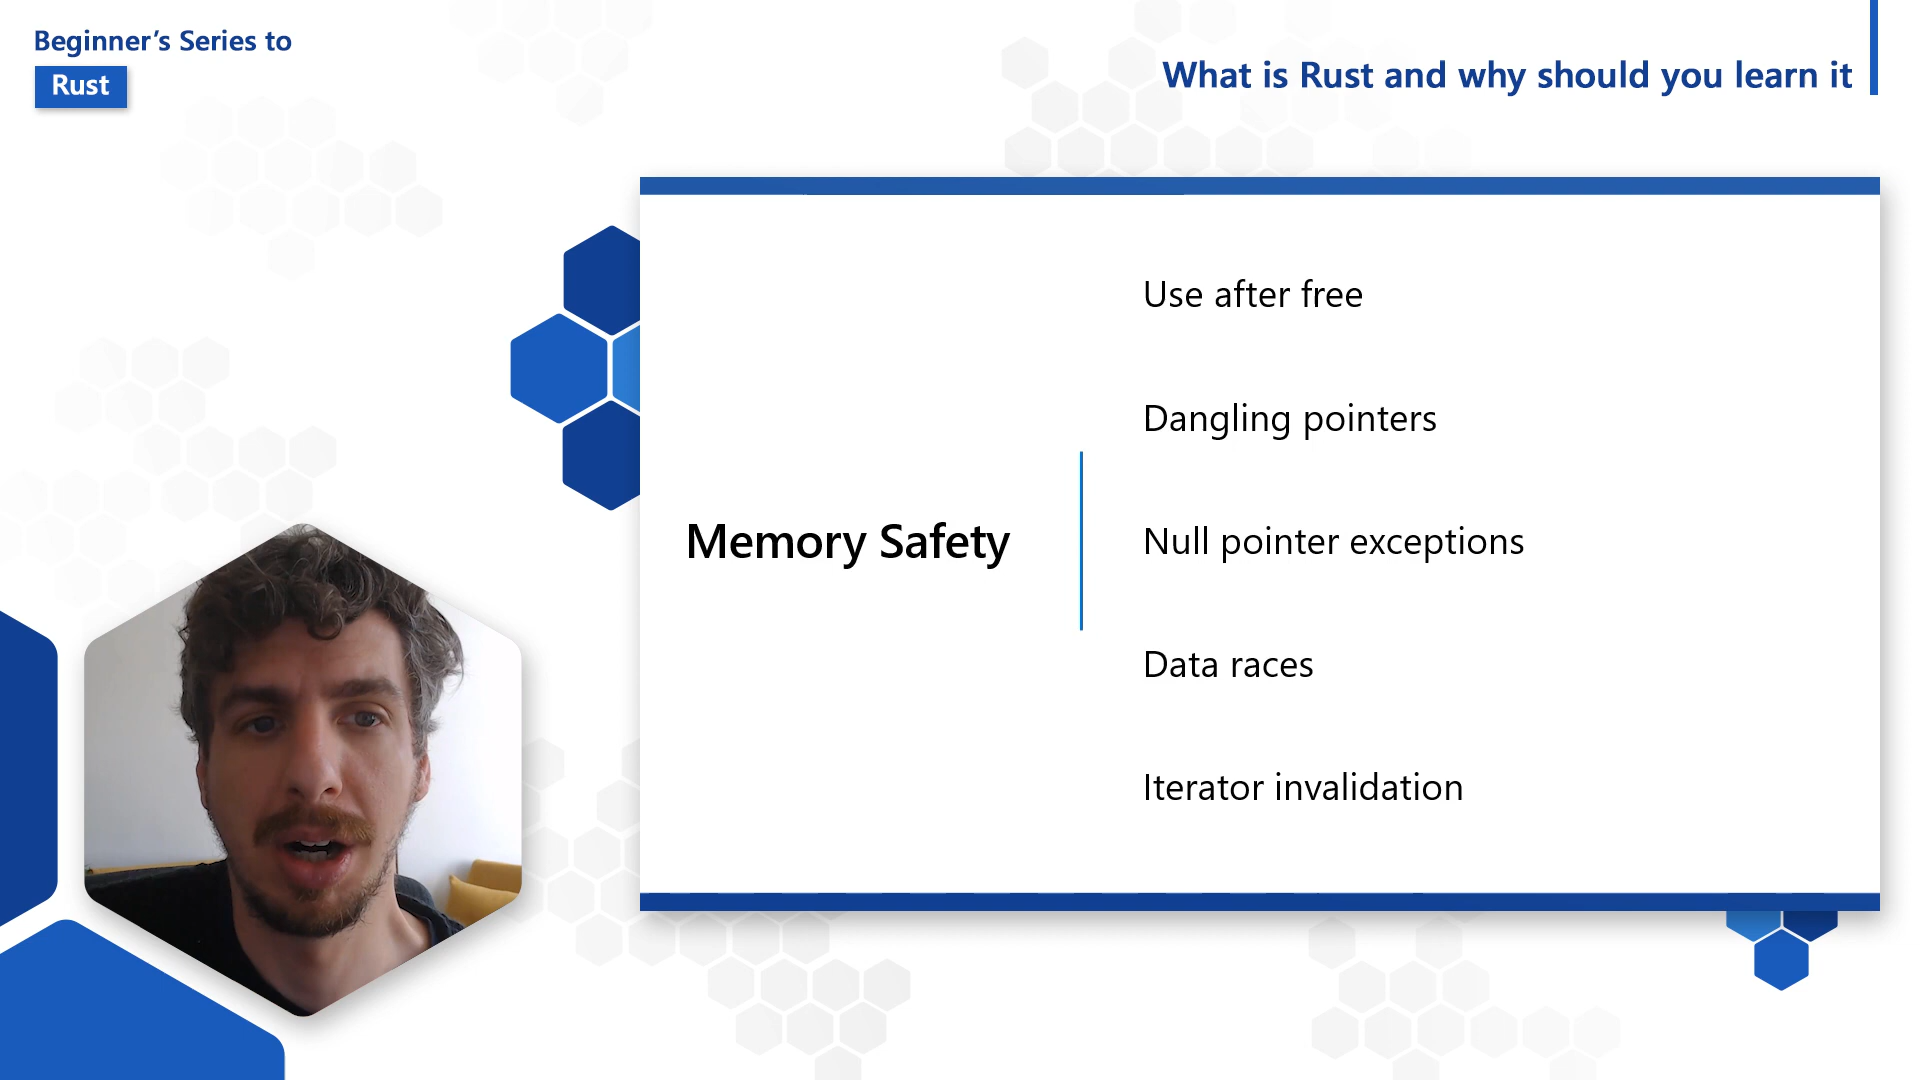 Beginner’s Series to
Rust
What is Rust and why should you learn it
Memory Safety
Use after free
Dangling pointers
Null pointer exceptions
Data races
Iterator invalidation